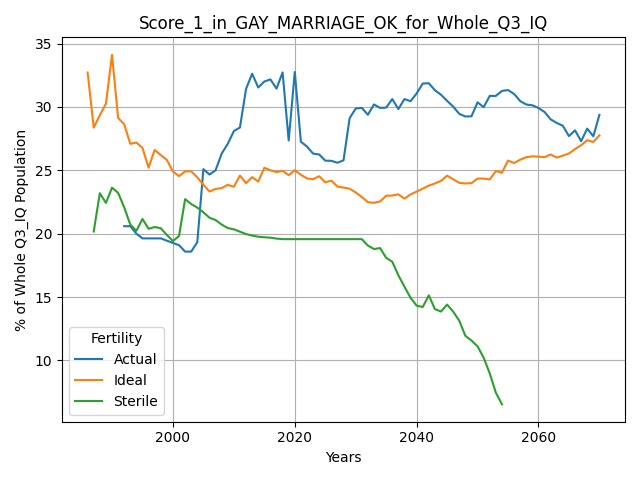 Score_1_in_GAY_MARRIAGE_OK_for_Whole_Q3_IQ
% of Whole Q3_IQ Population
35
30
25
20
15
10
Fertility
Actual
Ideal
Sterile
2000
2020
2040
2060
Years